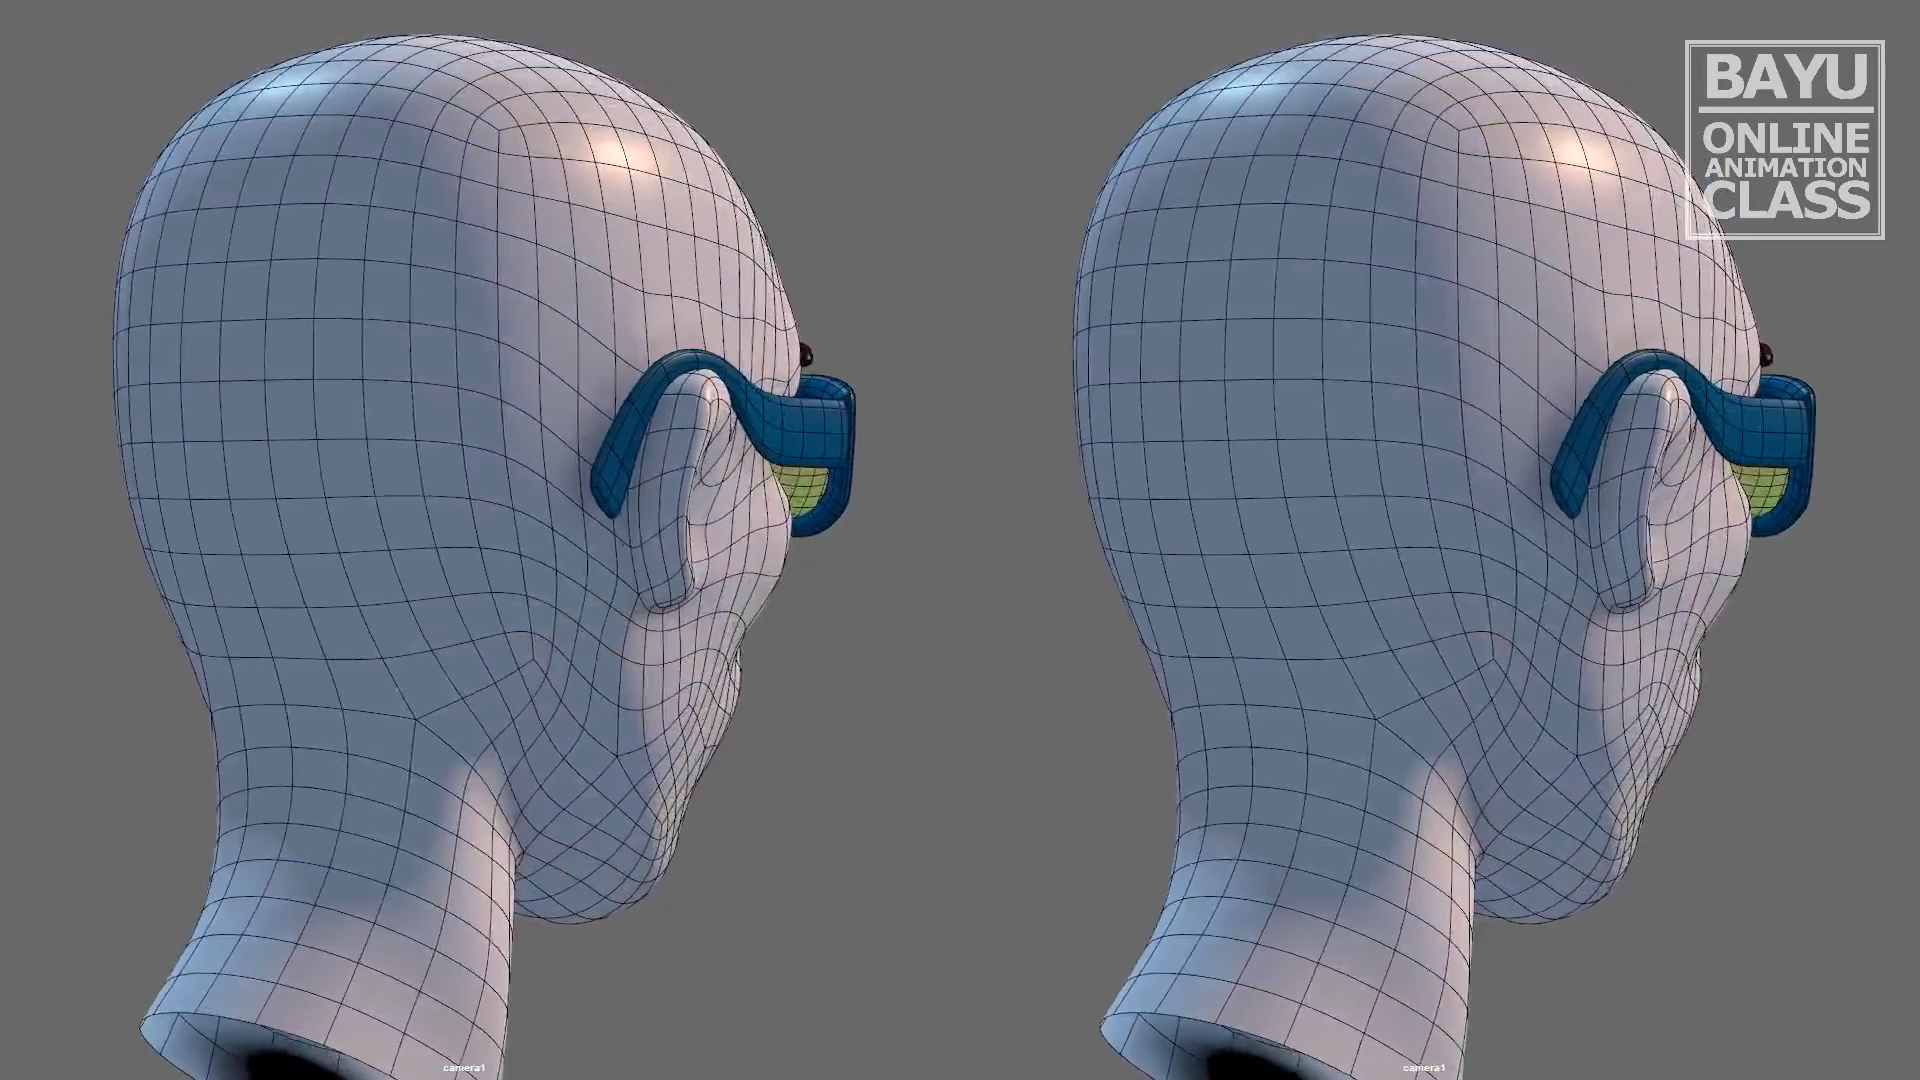 BAYU
ONLINE
ANIMATION
CLASS
camera1
camera1